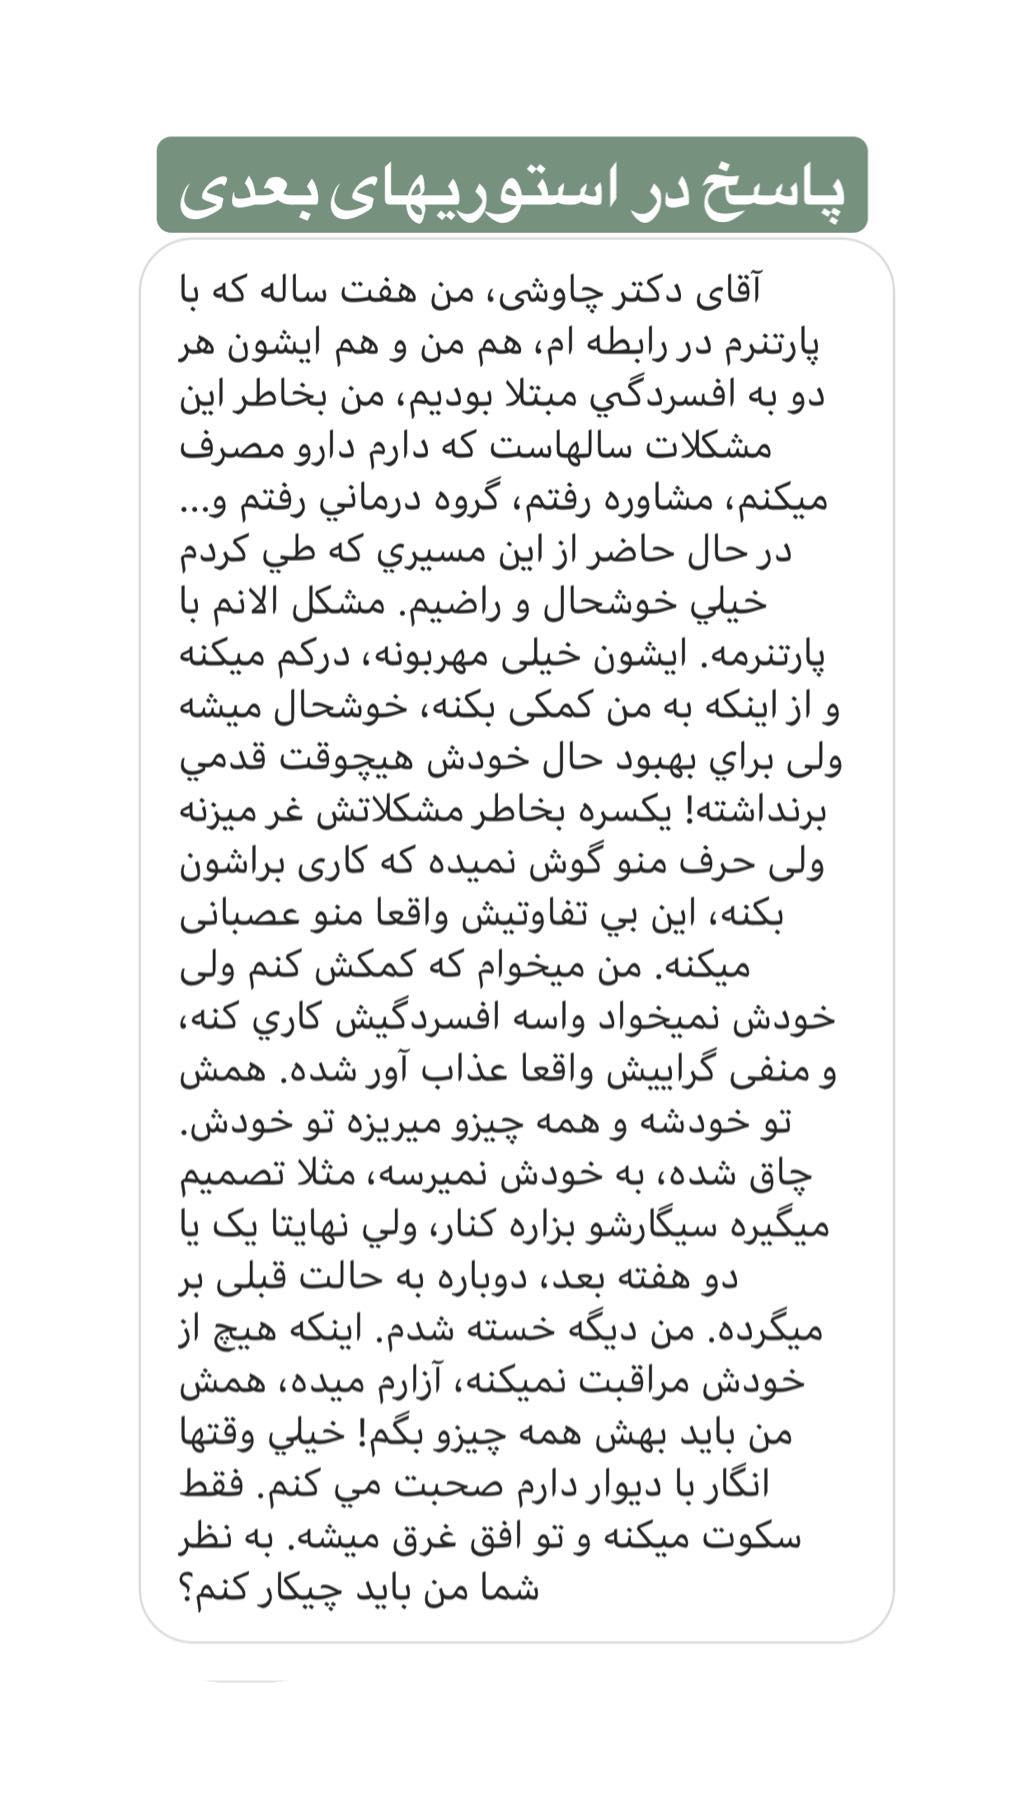 پاسخ در استوریهای بعدی
آقای دکتر چاوشی، من هفت ساله که با
پارتنرم در رابطه ام، هم من و هم ایشون هر
دو به افسردگي مبتلا بودیم، من بخاطر این
مشکلات سالهاست که دارم دارو مصرف
میکنم، مشاوره رفتم، گروه درماني رفتم و...
در حال حاضر از این مسیري که طي کردم
خیلي خوشحال و راضیم. مشکل الانم با
پارتنرمه. ایشون خیلی مهربونه، درکم میکنه
و از اینکه به من کمکی بکنه، خوشحال میشه
ولی براي بهبود حال خودش هیچوقت قدمي
برنداشته! یکسره بخاطر مشکلاتش غر میزنه
ولی حرف منو گوش نمیده که کاری براشون
بکنه، این بي تفاوتیش واقعا منو عصبانی
میکنه. من میخوام که کمکش کنم ولی
خودش نمیخواد واسه افسردگیش کاري کنه،
و منفی گراییش واقعا عذاب آور شده. همش
تو خودشه و همه چیزو میریزه تو خودش.
چاق شده، به خودش نمیرسه، مثلا تصمیم
میگیره سیگارشو بزاره کنار، ولي نهایتا یک یا
دو هفته بعد، دوباره به حالت قبلی بر
میگرده. من دیگه خسته شدم. اینکه هیچ از
خودش مراقبت نمیکنه، آزارم میده، همش
من باید بهش همه چیزو بگم! خیلي وقتها
انگار با دیوار دارم صحبت مي کنم. فقط
سکوت میکنه و تو افق غرق میشه. به نظر
شما من باید چیکار کنم؟